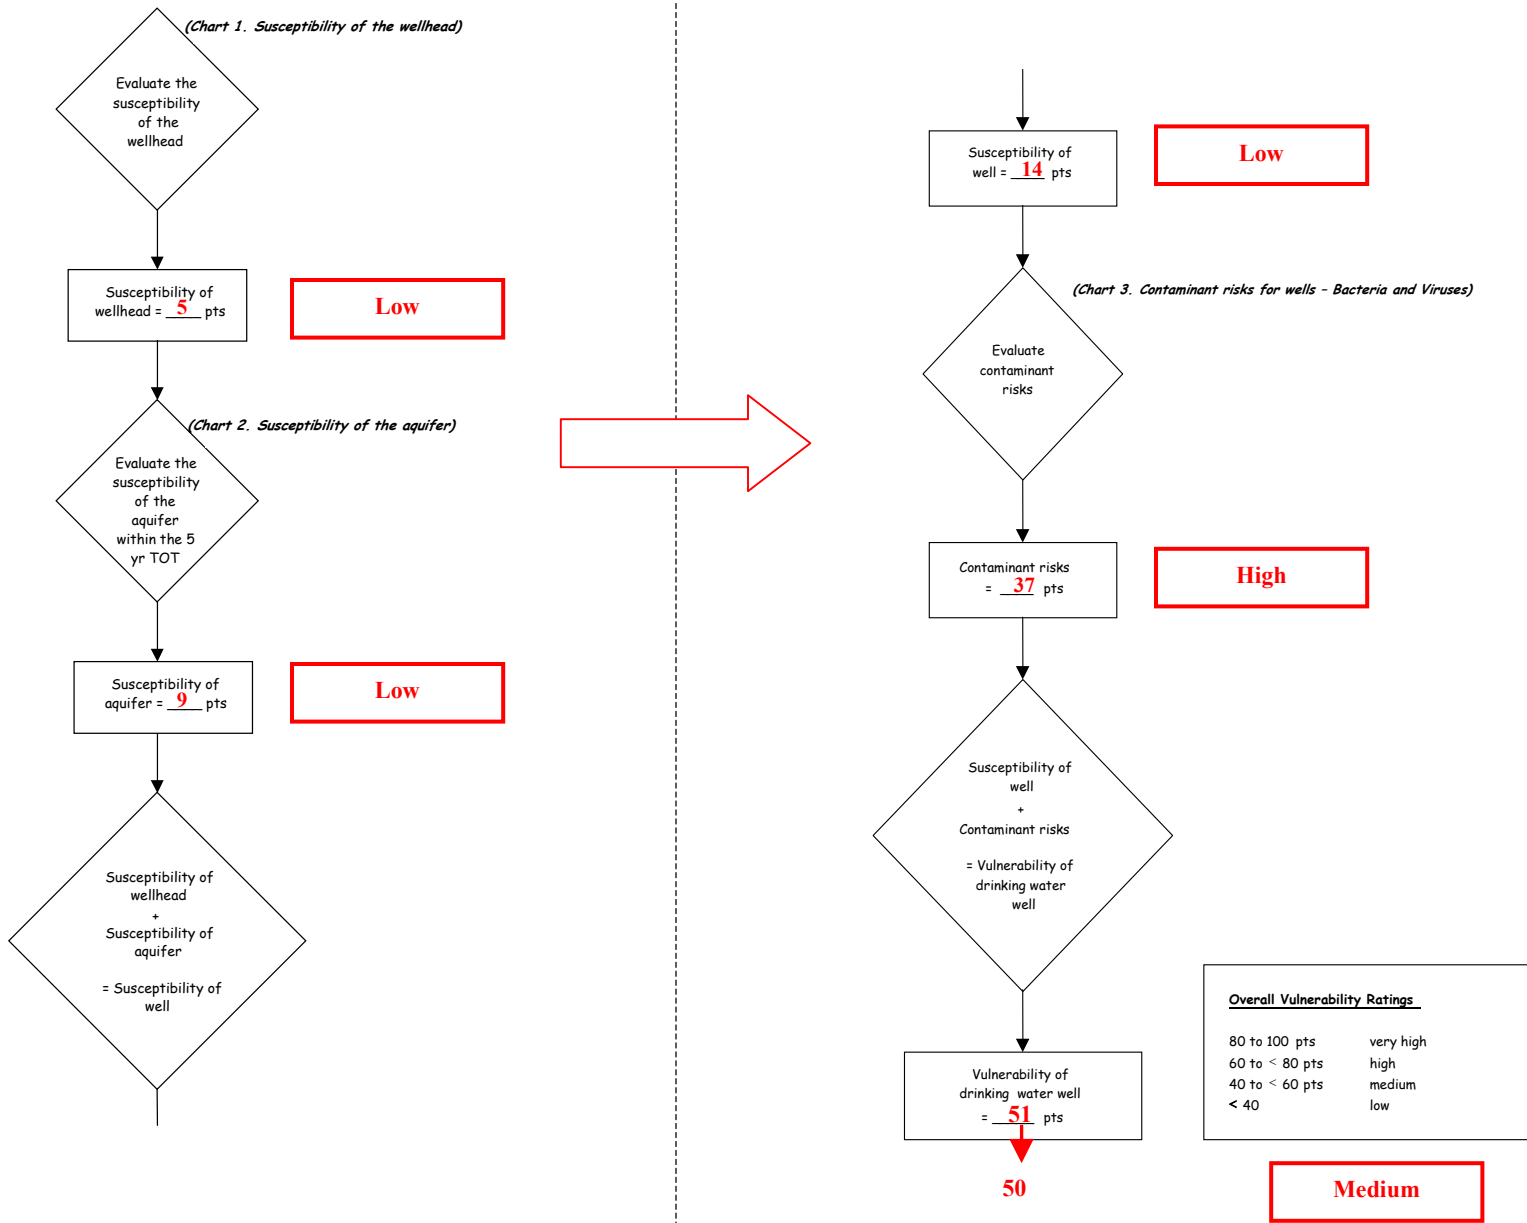 (Chart 1. Susceptibility of the wellhead)
Evaluate the
susceptibility
of the
wellhead
Susceptibility of
wellhead = 5 pts
Low
(Chart 2. Susceptibility of the aquifer)
Evaluate the
susceptibility
of the
aquifer
within the 5
yr TOT
Susceptibility of
aquifer = 9 pts
Low
Susceptibility of
wellhead
+
Susceptibility of
aquifer
= Susceptibility of
well
Susceptibility of
well = 14 pts
Low
(Chart 3. Contaminant risks for wells – Bacteria and Viruses)
Evaluate
contaminant
risks
Contaminant risks
= 37 pts
High
Susceptibility of
well
+
Contaminant risks
= Vulnerability of
drinking water
well
Vulnerability of
drinking water well
= 51 pts
50
Overall Vulnerability Ratings
80 to 100 pts very high
60 to < 80 pts high
40 to < 60 pts medium
< 40 low
Medium